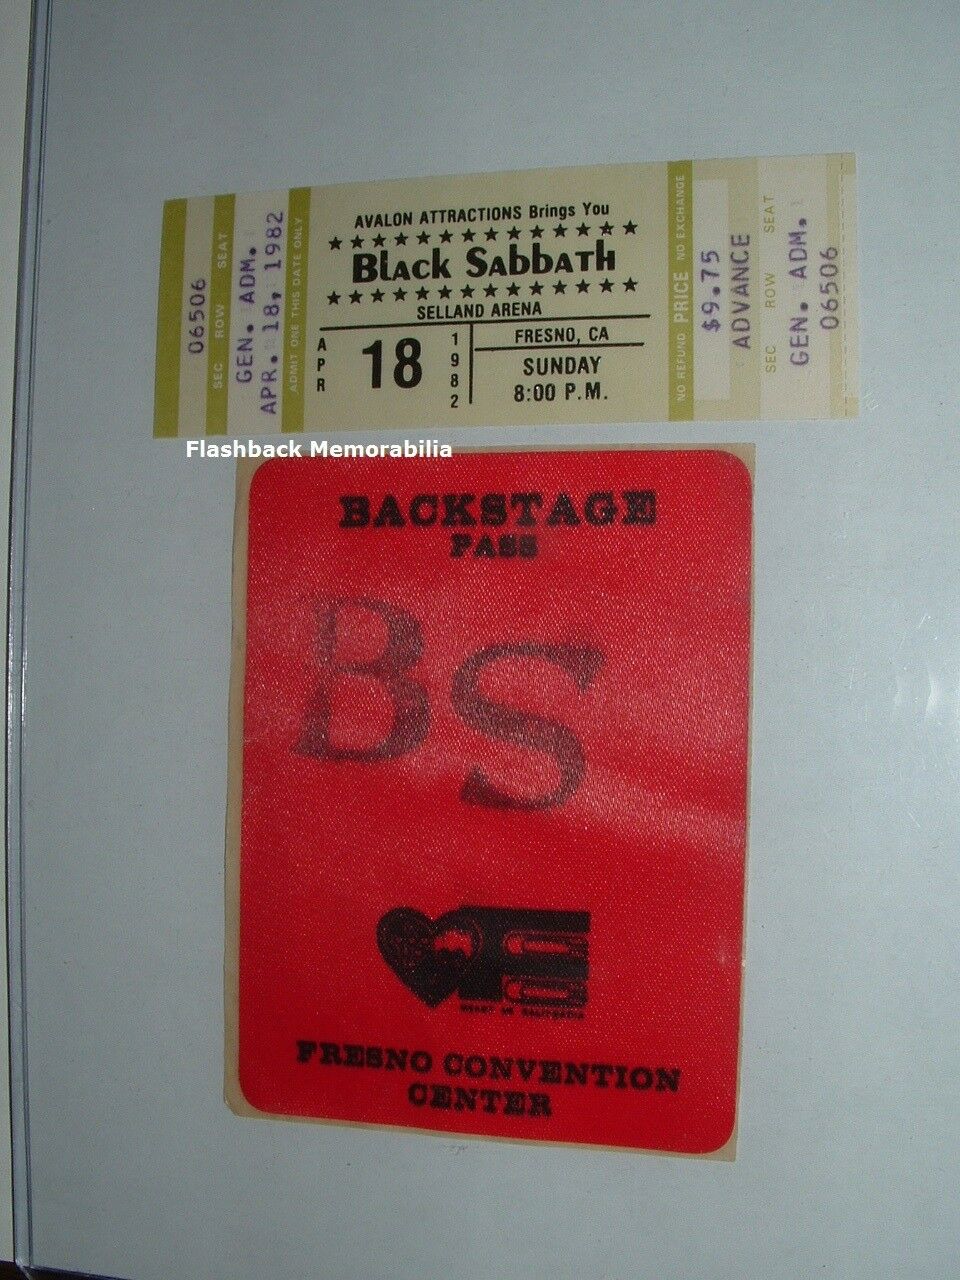 06506
SEC ROW SEAT
GEN. ADM.
APR. 18, 1982
ADMIT ONE THIS DATE ONLY
AVALON ATTRACTIONS Brings You
Black Sabbath
SELLAND ARENA
APR
18
1982
FRESNO, CA
SUNDAY
8:00 P.M.
NO REFUND PRICE NO EXCHANGE
$9.75
ADVANCE
SEC ROW SEAT
GEN. ADM.
06506
Flashback Memorabilia
BACKSTAGE
PASS
BS
FRESNO CONVENTION
CENTER